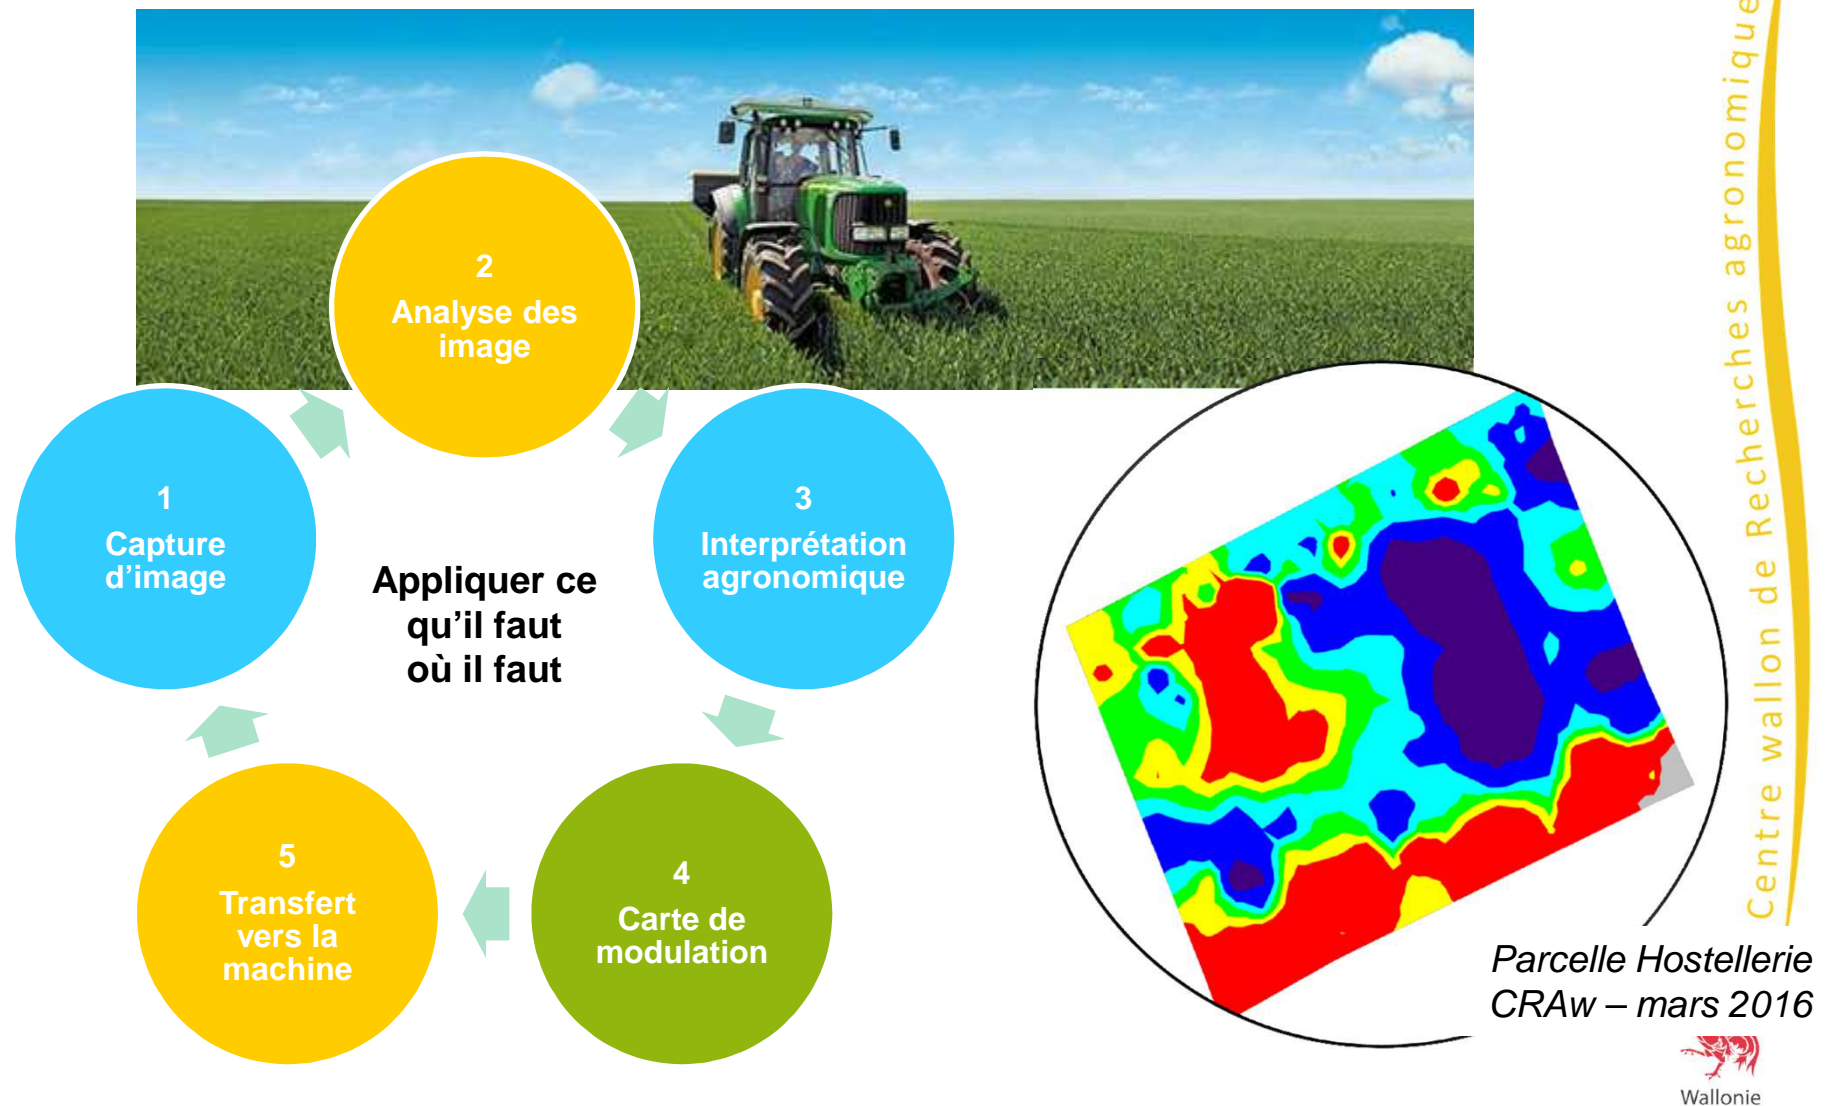 1
Capture
d'image
2
Analyse des
image
3
Interprétation
agronomique
4
Carte de
modulation
5
Transfert
vers la
machine
Appliquer ce
qu'il faut
où il faut
Parcelle Hostellerie
CRAw – mars 2016
Centre wallon de Recherches agronomique
Wallonie